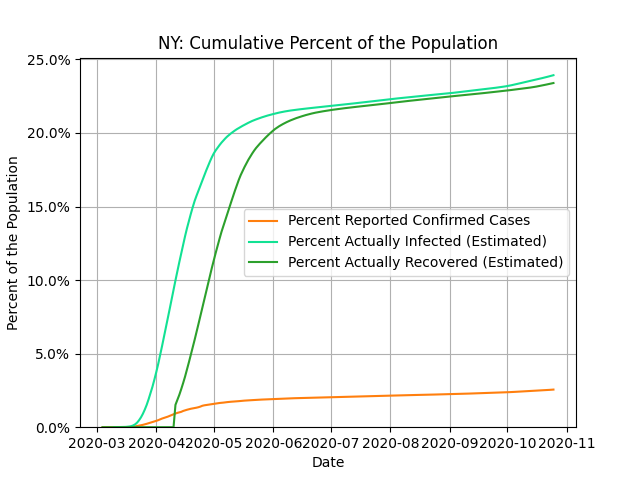 NY: Cumulative Percent of the Population
25.0%
20.0%
15.0%
10.0%
5.0%
0.0%
Percent of the Population
Percent Reported Confirmed Cases
Percent Actually Infected (Estimated)
Percent Actually Recovered (Estimated)
2020-03 2020-04 2020-05 2020-06 2020-07 2020-08 2020-09 2020-10 2020-11
Date